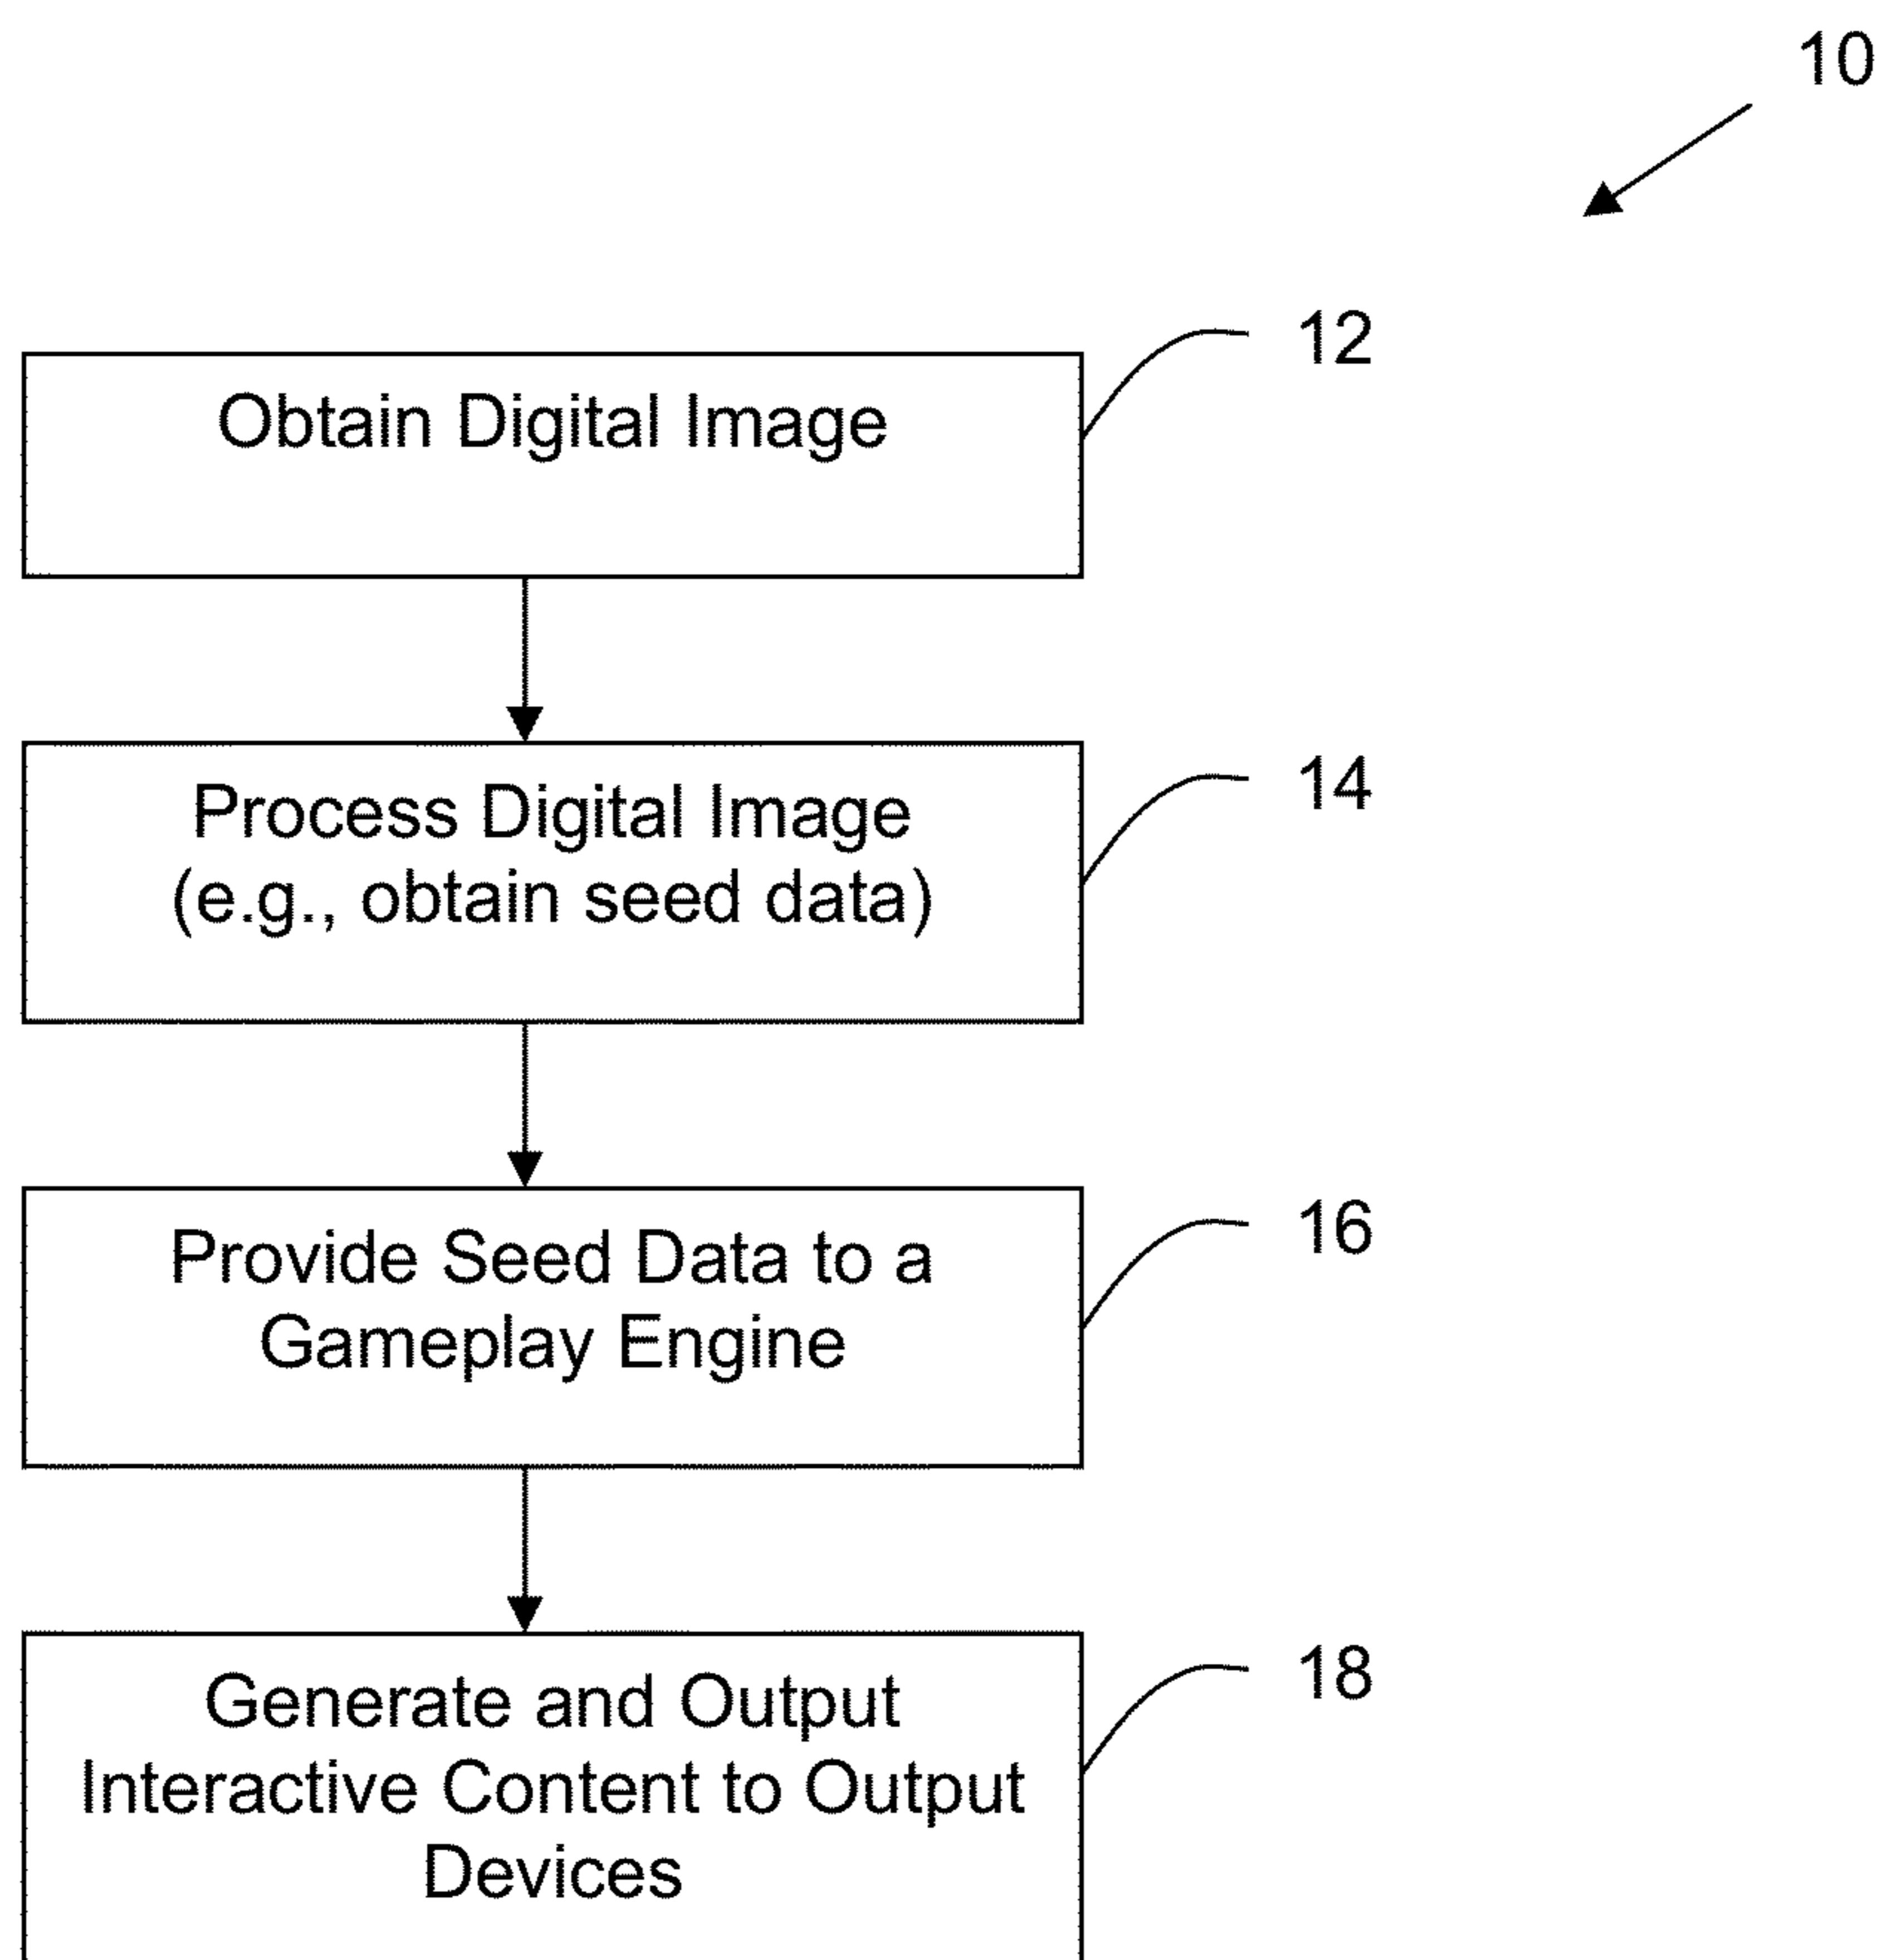 10
12
Obtain Digital Image
14
Process Digital Image
(e.g., obtain seed data)
16
Provide Seed Data to a
Gameplay Engine
18
Generate and Output
Interactive Content to Output
Devices